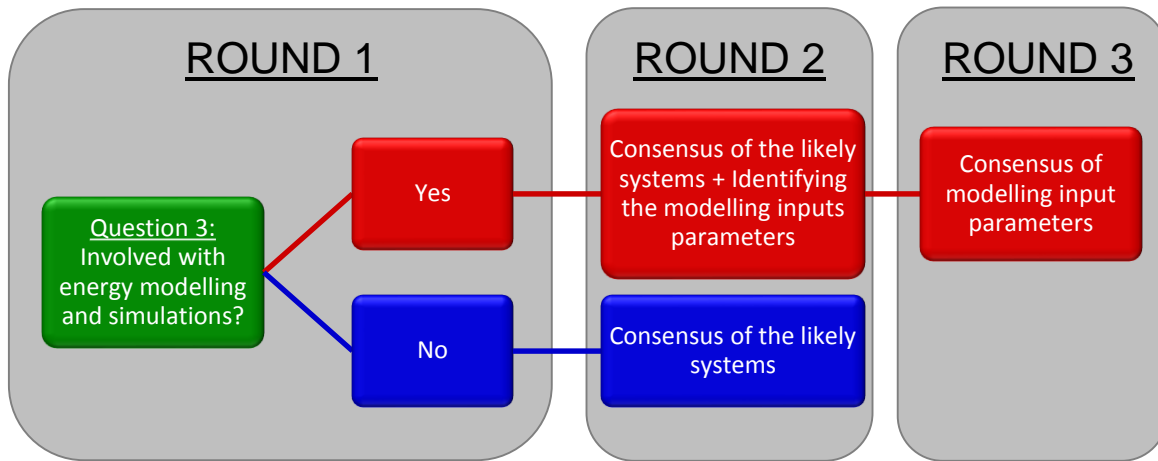 ROUND 1
Question 3:
Involved with
energy modelling
and simulations?
Yes
No
ROUND 2
Consensus of the likely
systems + Identifying
the modelling inputs
parameters
Consensus of the likely
systems
ROUND 3
Consensus of
modelling input
parameters